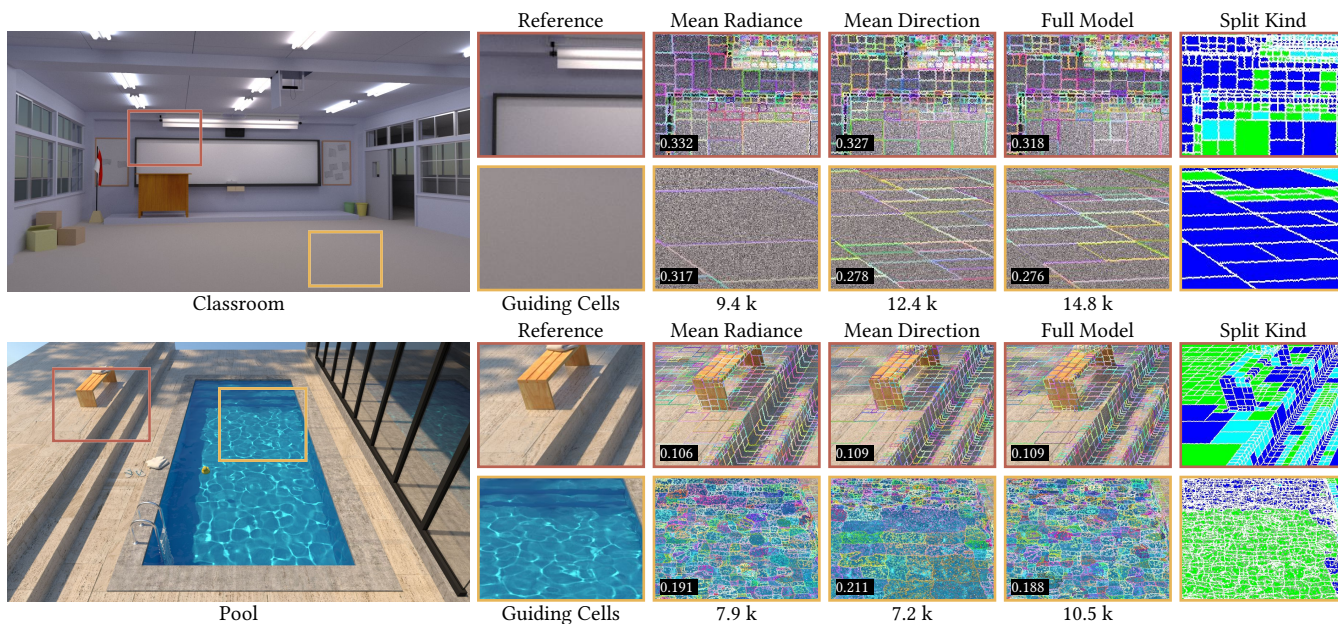 Reference Mean Radiance Mean Direction Full Model Split Kind
0.332 0.327 0.318
0.317 0.278 0.276
Classroom Guiding Cells 9.4 k 12.4 k 14.8 k
Reference Mean Radiance Mean Direction Full Model Split Kind
0.106 0.109 0.109
0.191 0.211 0.188
Pool Guiding Cells 7.9 k 7.2 k 10.5 k